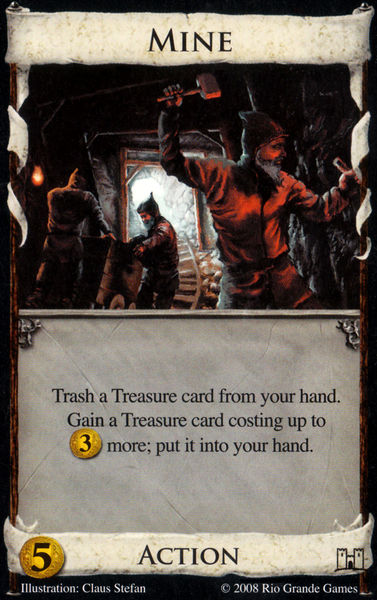 MINE
Trash a Treasure card from your hand.
Gain a Treasure card costing up to
3 more; put it into your hand.
5 ACTION
Illustration: Claus Stefan © 2008 Rio Grande Games